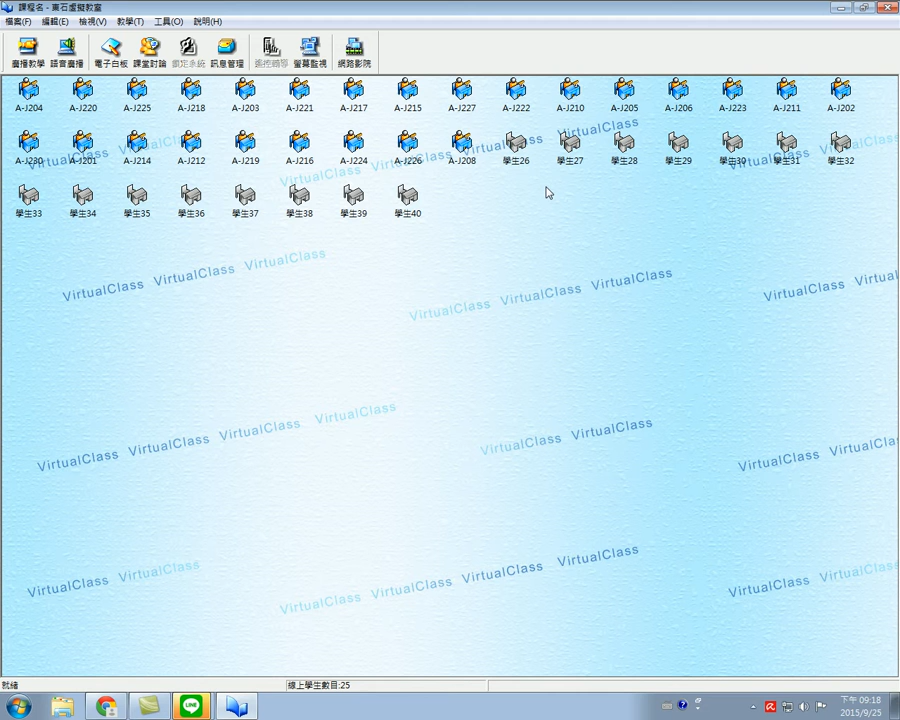 課程名 - 東石虛擬教室
檔案(F) 編輯(E) 檢視(V) 教學(T) 工具(O) 說明(H)
廣播教學 語音廣播 電子白板 課堂討論 鎖定系統 訊息管理 遙控輔導 螢幕監視 網路影院
A-J204 A-J220 A-J225 A-J218 A-J203 A-J221 A-J217 A-J215 A-J227 A-J222 A-J210 A-J205 A-J206 A-J223 A-J211 A-J202
A-J230 A-J201 A-J214 A-J212 A-J219 A-J216 A-J224 A-J226 A-J208 學生26 學生27 學生28 學生29 學生30 學生31 學生32
學生33 學生34 學生35 學生36 學生37 學生38 學生39 學生40
VirtualClass VirtualClass VirtualClass
VirtualClass VirtualClass VirtualClass
VirtualClass VirtualClass
VirtualClass VirtualClass VirtualClass
VirtualClass VirtualClass
VirtualClass VirtualClass
VirtualClass VirtualClass
VirtualClass VirtualClass VirtualClass VirtualClass
VirtualClass VirtualClass
就緒 線上學生數目:25
LINE
下午 09:18
2015/9/25